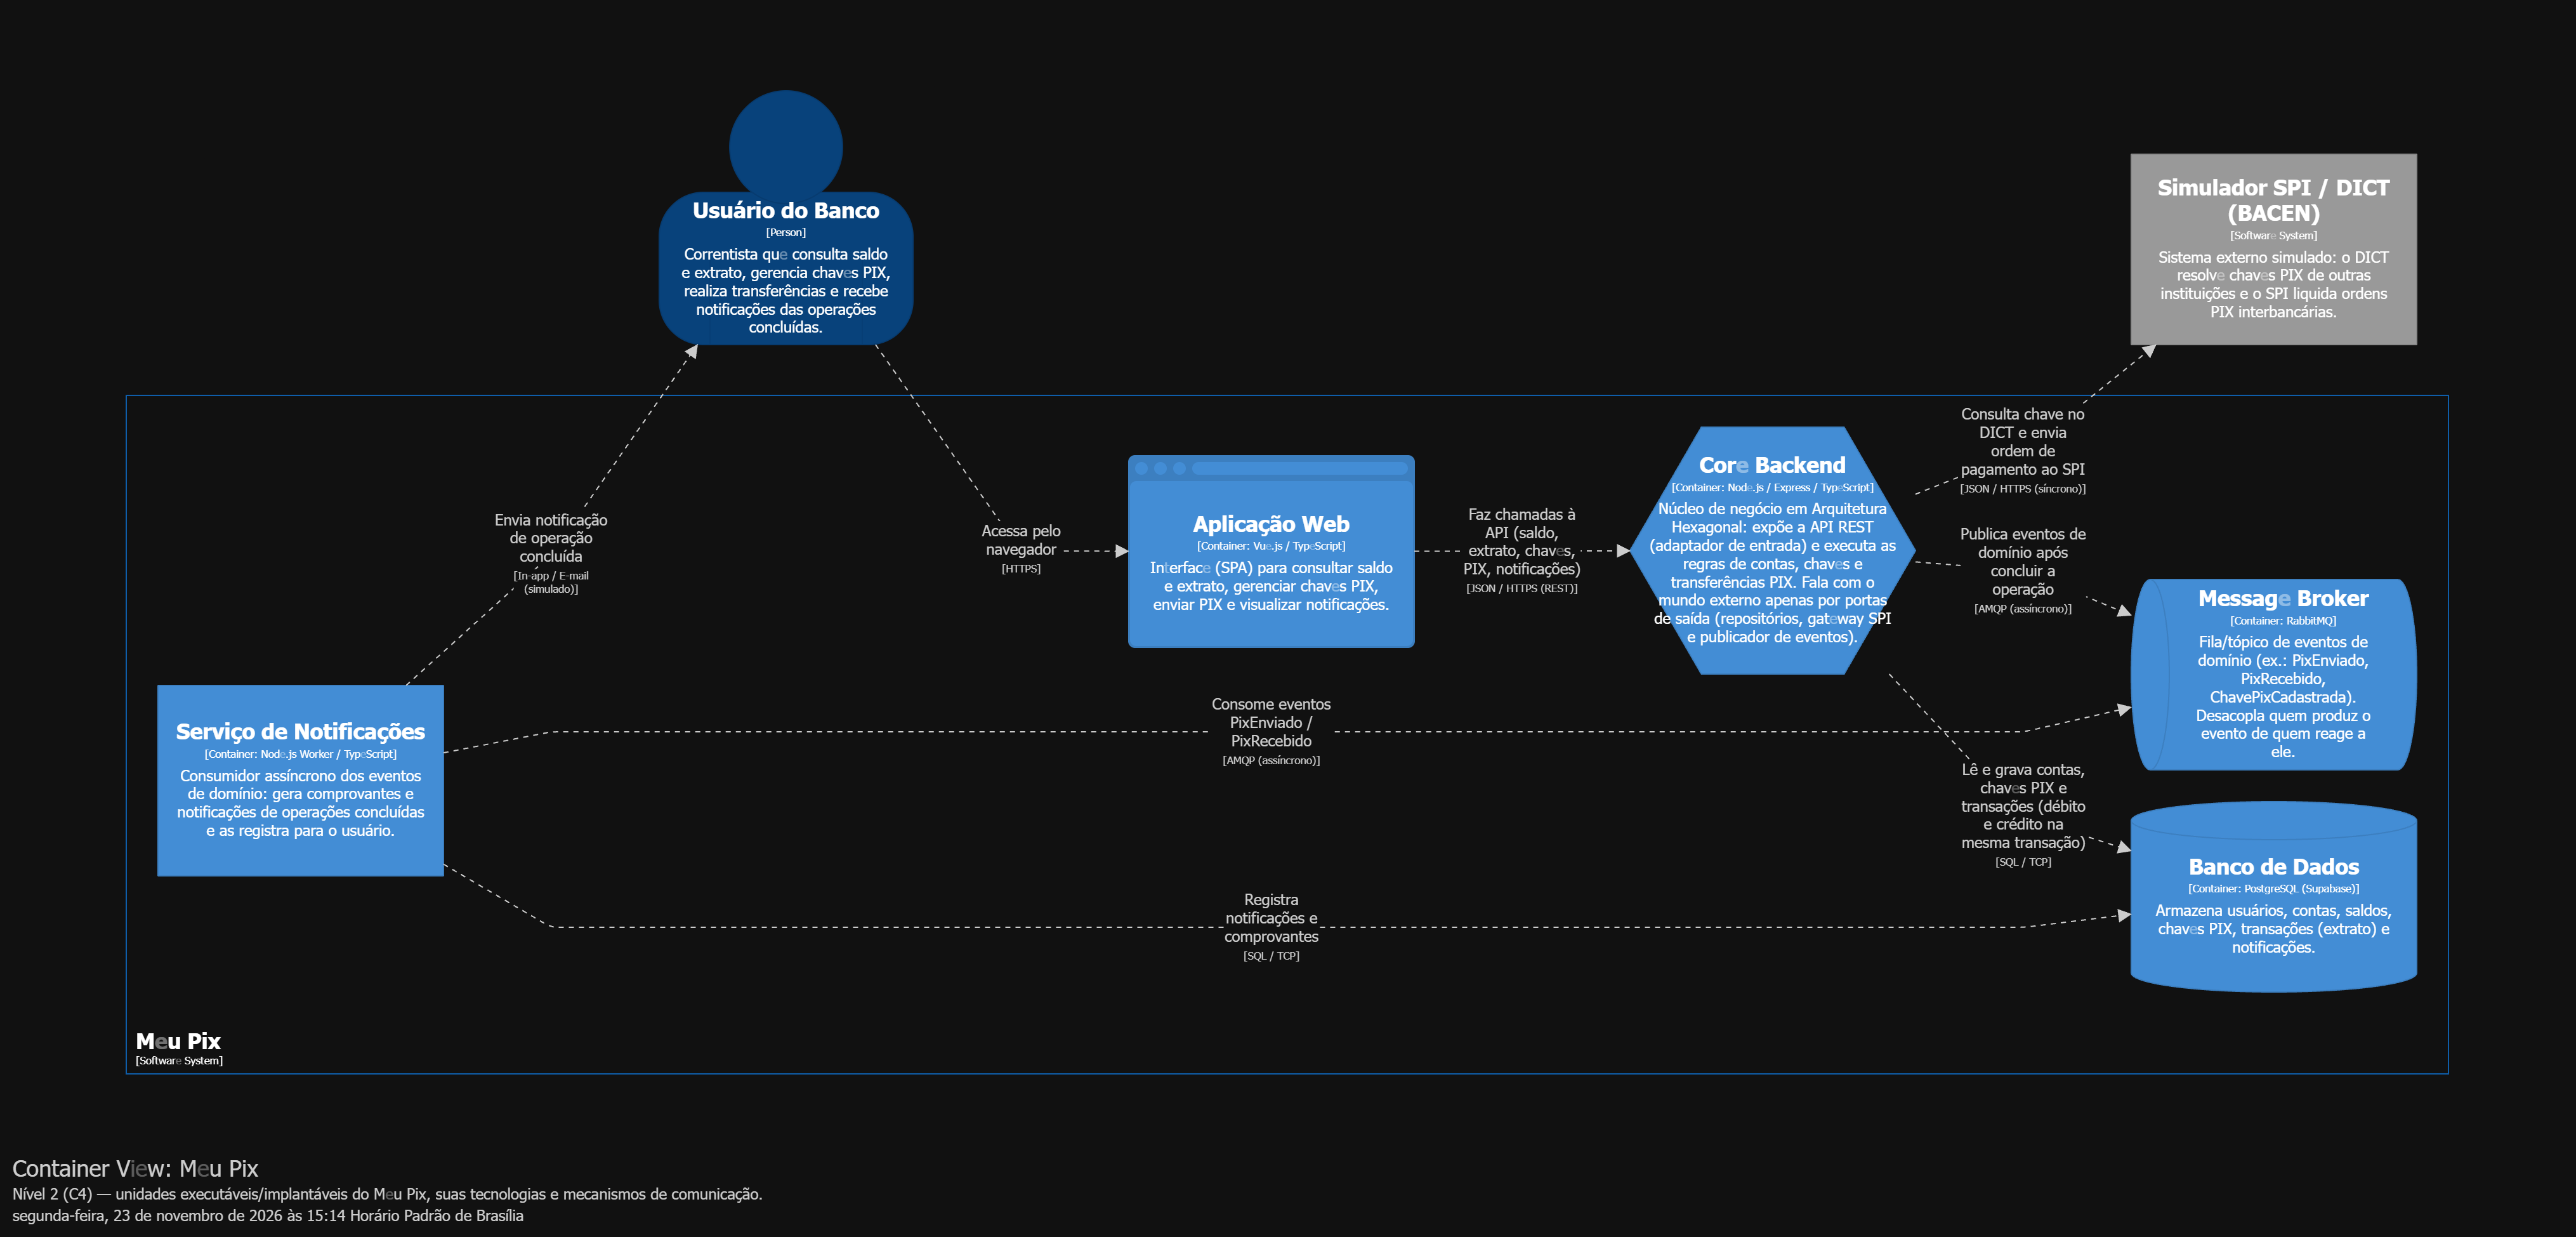 Usuário do Banco
[Person]
Correntista que consulta saldo
e extrato, gerencia chaves PIX,
realiza transferências e recebe
notificações das operações
concluídas.
Simulador SPI / DICT
(BACEN)
[Software System]
Sistema externo simulado: o DICT
resolve chaves PIX de outras
instituições e o SPI liquida ordens
PIX interbancárias.
Envia notificação
de operação
concluída
[In-app / E-mail
(simulado)]
Acessa pelo
navegador
[HTTPS]
Aplicação Web
[Container: Vue.js / TypeScript]
Interface (SPA) para consultar saldo
e extrato, gerenciar chaves PIX,
enviar PIX e visualizar notificações.
Faz chamadas à
API (saldo,
extrato, chaves,
PIX, notificações)
[JSON / HTTPS (REST)]
Core Backend
[Container: Node.js / Express / TypeScript]
Núcleo de negócio em Arquitetura
Hexagonal: expõe a API REST
(adaptador de entrada) e executa as
regras de contas, chaves e
transferências PIX. Fala com o
mundo externo apenas por portas
de saída (repositórios, gateway SPI
e publicador de eventos).
Consulta chave no
DICT e envia
ordem de
pagamento ao SPI
[JSON / HTTPS (síncrono)]
Publica eventos de
domínio após
concluir a
operação
[AMQP (assíncrono)]
Message Broker
[Container: RabbitMQ]
Fila/tópico de eventos de
domínio (ex.: PixEnviado,
PixRecebido,
ChavePixCadastrada).
Desacopla quem produz o
evento de quem reage a
ele.
Serviço de Notificações
[Container: Node.js Worker / TypeScript]
Consumidor assíncrono dos eventos
de domínio: gera comprovantes e
notificações de operações concluídas
e as registra para o usuário.
Consome eventos
PixEnviado /
PixRecebido
[AMQP (assíncrono)]
Lê e grava contas,
chaves PIX e
transações (débito
e crédito na
mesma transação)
[SQL / TCP]
Banco de Dados
[Container: PostgreSQL (Supabase)]
Armazena usuários, contas, saldos,
chaves PIX, transações (extrato) e
notificações.
Registra
notificações e
comprovantes
[SQL / TCP]
Meu Pix
[Software System]
Container View: Meu Pix
Nível 2 (C4) — unidades executáveis/implantáveis do Meu Pix, suas tecnologias e mecanismos de comunicação.
segunda-feira, 23 de novembro de 2026 às 15:14 Horário Padrão de Brasília